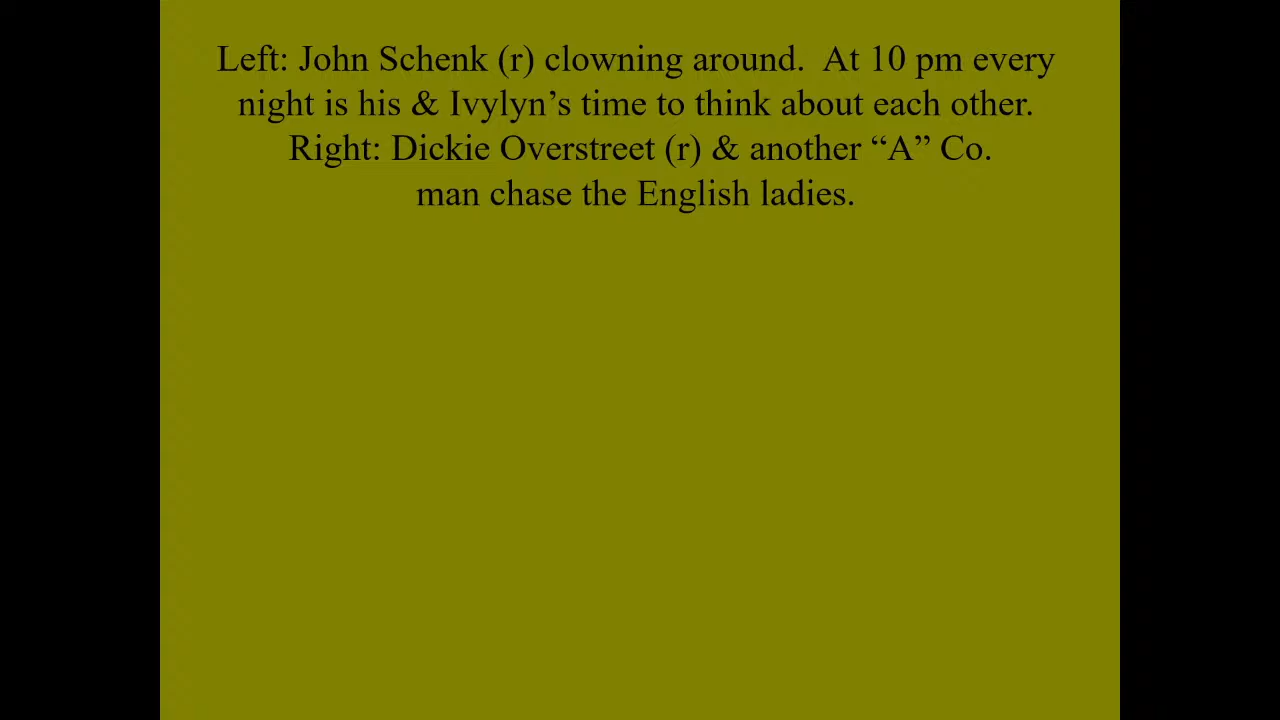 Left: John Schenk (r) clowning around.  At 10 pm every
night is his & Ivylyn’s time to think about each other.
Right: Dickie Overstreet (r) & another “A” Co.
man chase the English ladies.